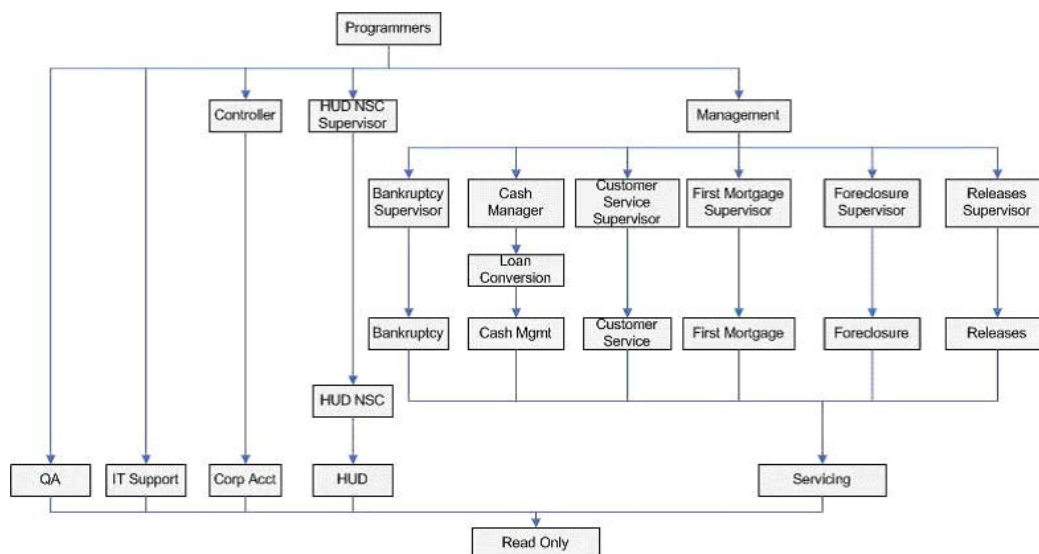 Programmers
Controller
HUD NSC
Supervisor
Management
Bankruptcy
Supervisor
Cash
Manager
Customer
Service
Supervisor
First Mortgage
Supervisor
Foreclosure
Supervisor
Releases
Supervisor
Loan
Conversion
Bankruptcy
Cash Mgmt
Customer
Service
First Mortgage
Foreclosure
Releases
HUD NSC
QA
IT Support
Corp Acct
HUD
Servicing
Read Only